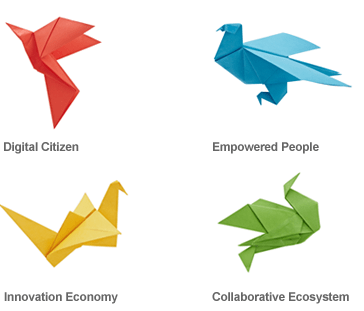 Digital Citizen
Empowered People
Innovation Economy
Collaborative Ecosystem